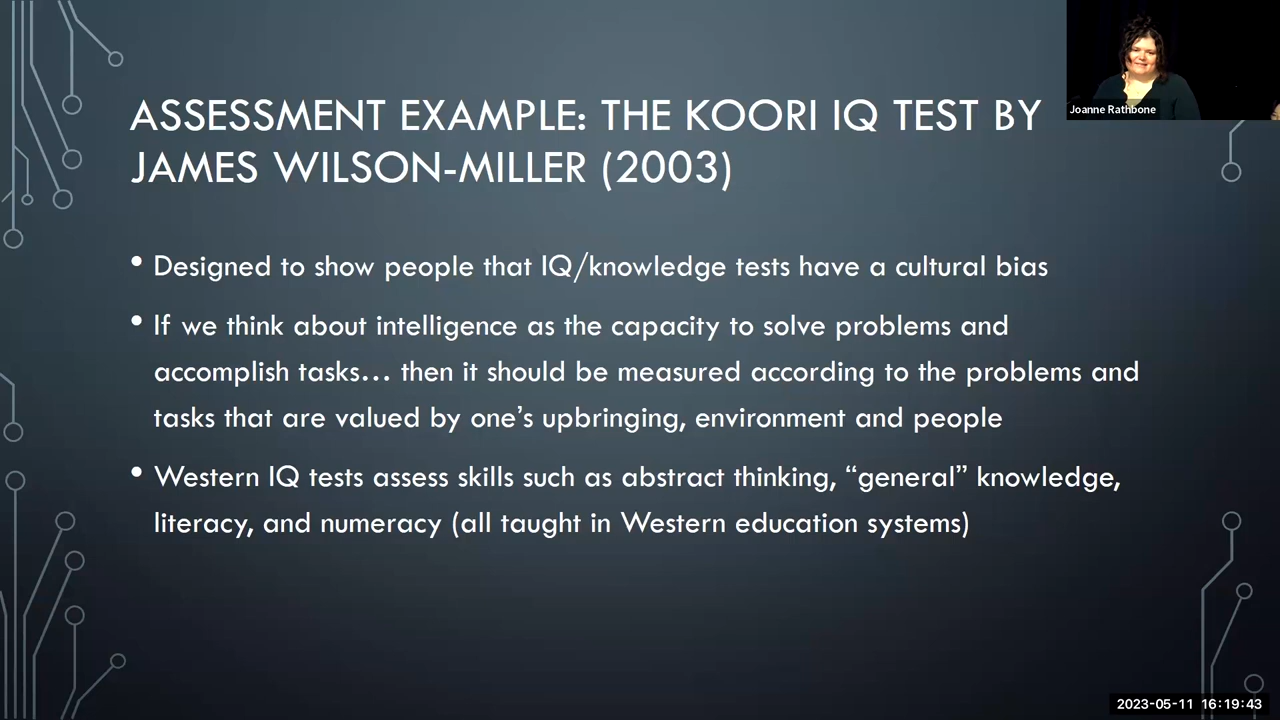 Joanne Rathbone
ASSESSMENT EXAMPLE: THE KOORI IQ TEST BY
JAMES WILSON-MILLER (2003)
• Designed to show people that IQ/knowledge tests have a cultural bias
• If we think about intelligence as the capacity to solve problems and
accomplish tasks… then it should be measured according to the problems and
tasks that are valued by one’s upbringing, environment and people
• Western IQ tests assess skills such as abstract thinking, “general” knowledge,
literacy, and numeracy (all taught in Western education systems)
2023-05-11 16:19:43